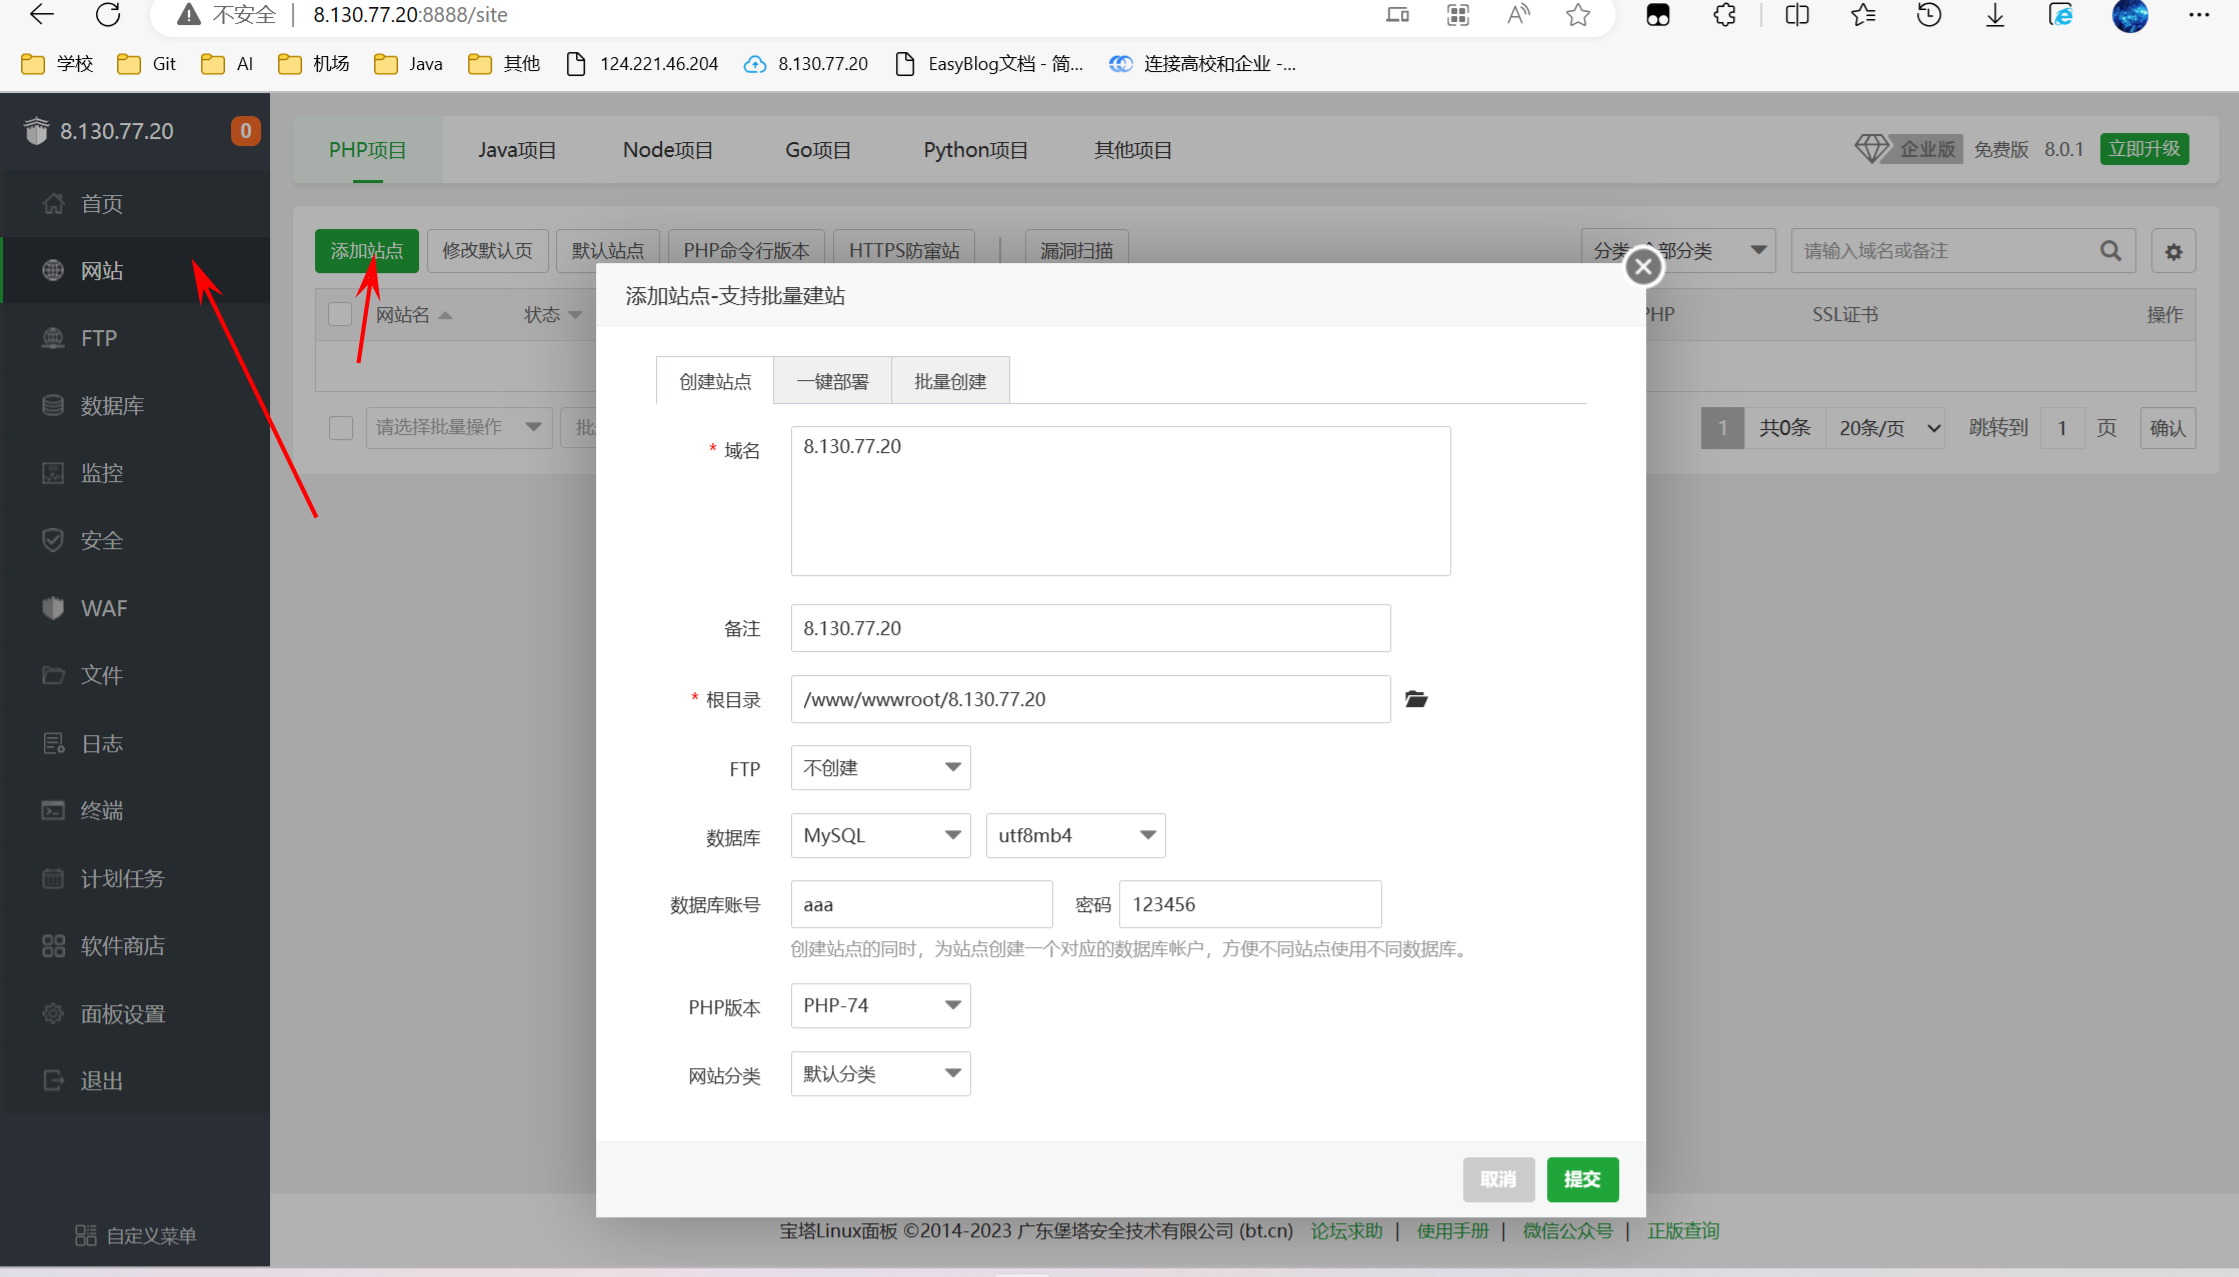 不安全 8.130.77.20:8888/site
学校 Git AI 机场 Java 其他 124.221.46.204 8.130.77.20 EasyBlog文档 - 简... 连接高校和企业 -...
8.130.77.20 0
首页
网站
FTP
数据库
监控
安全
WAF
文件
日志
终端
计划任务
软件商店
面板设置
退出
自定义菜单
PHP项目 Java项目 Node项目 Go项目 Python项目 其他项目 企业版 免费版 8.0.1 立即升级
添加站点 修改默认页 默认站点 PHP命令行版本 HTTPS防窜站 漏洞扫描 分类 部分类 请输入域名或备注
网站名 状态 PHP SSL证书 操作
请选择批量操作 批 1 共0条 20条/页 跳转到 1 页 确认
添加站点-支持批量建站
创建站点 一键部署 批量创建
* 域名 8.130.77.20
备注 8.130.77.20
* 根目录 /www/wwwroot/8.130.77.20
FTP 不创建
数据库 MySQL utf8mb4
数据库账号 aaa 密码 123456
创建站点的同时，为站点创建一个对应的数据库帐户，方便不同站点使用不同数据库。
PHP版本 PHP-74
网站分类 默认分类
取消 提交
宝塔Linux面板 ©2014-2023 广东堡塔安全技术有限公司 (bt.cn) 论坛求助 | 使用手册 | 微信公众号 | 正版查询